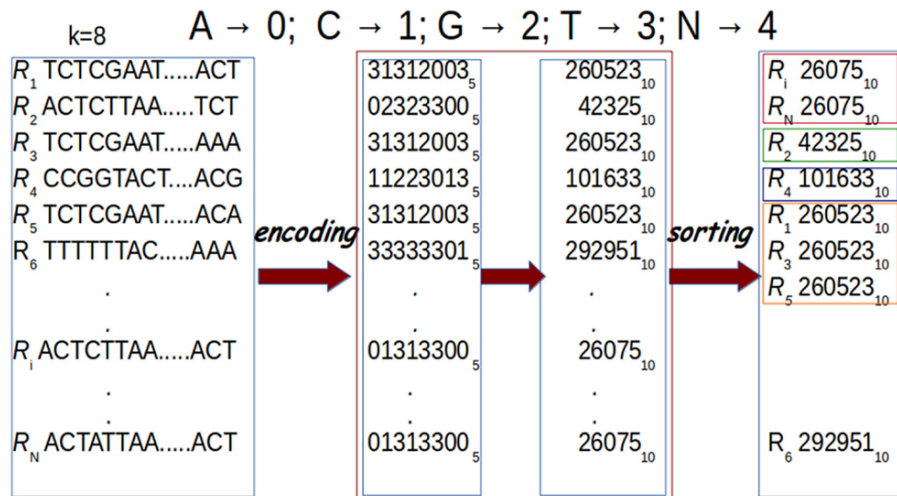 k=8 A → 0; C → 1; G → 2; T → 3; N → 4
R1 TCTCGAAT.....ACT 313120035 26052310 Ri 2607510
R2 ACTCTTAA.....TCT 023233005 4232510 RN 2607510
R3 TCTCGAAT.....AAA 313120035 26052310 R2 4232510
R4 CCGGTACT....ACG 112230135 10163310 R4 10163310
R5 TCTCGAAT.....ACA 313120035 26052310 R1 26052310
R6 TTTTTTAC.....AAA encoding 333333015 29295110 sorting R3 26052310
R5 26052310
. . .
. . .
Ri ACTCTTAA.....ACT 013133005 2607510
. . .
. . .
RN ACTATTAA.....ACT 013133005 2607510 R6 29295110